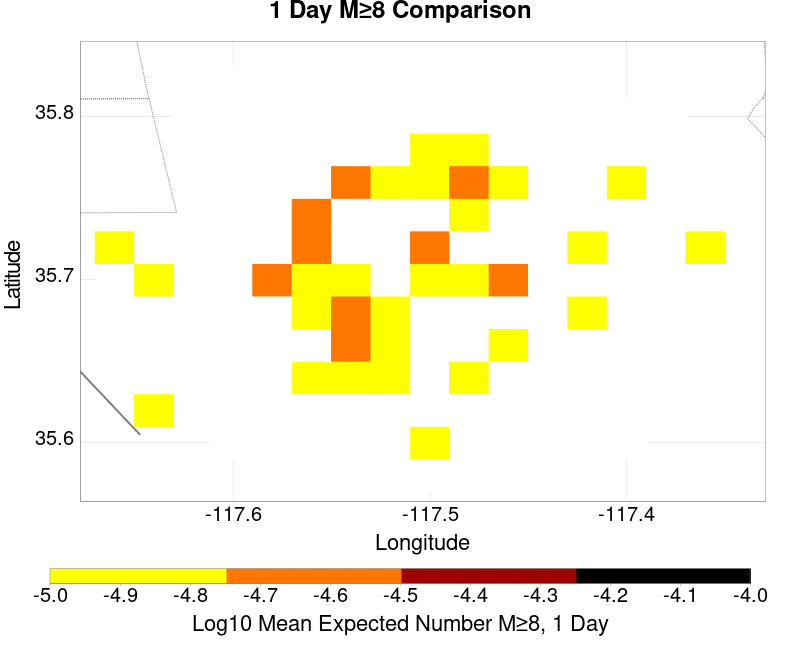 1 Day M≥8 Comparison
35.8
35.7
35.6
Latitude
-117.6 -117.5 -117.4
Longitude
-5.0 -4.9 -4.8 -4.7 -4.6 -4.5 -4.4 -4.3 -4.2 -4.1 -4.0
Log10 Mean Expected Number M≥8, 1 Day